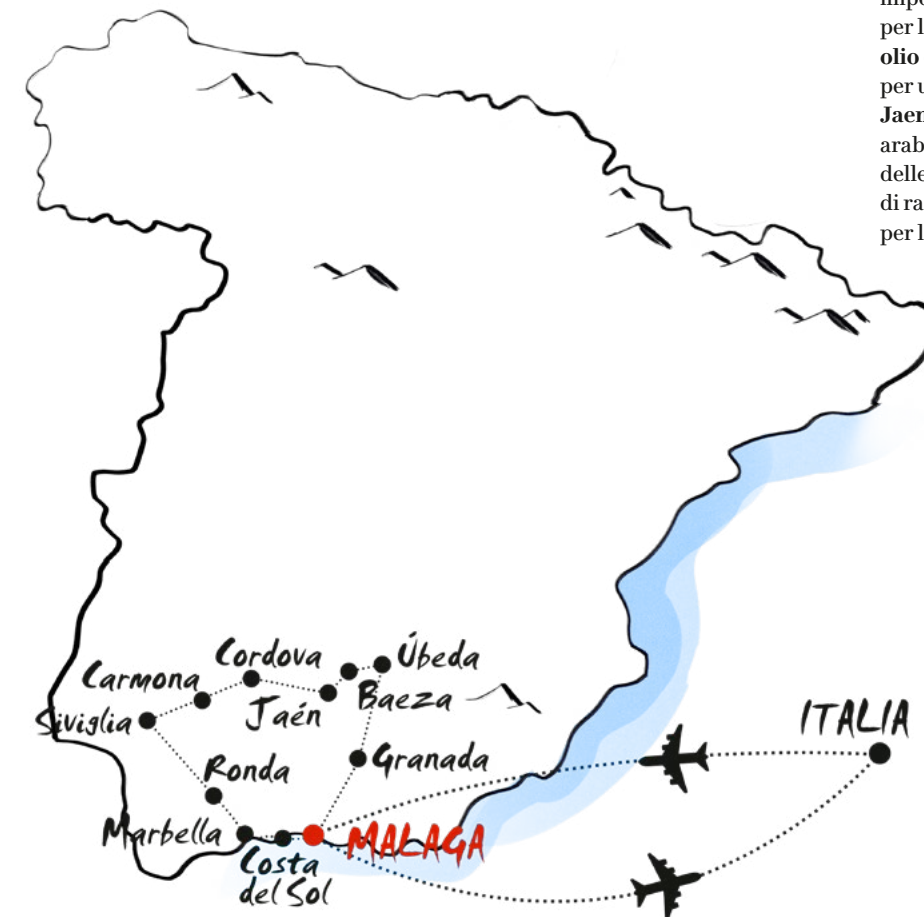 impe
per l
olio
per u
Jaen
arab
delle
di ra
per l
Cordova
Úbeda
Carmona
Baeza
Jaén
Siviglia
ITALIA
Granada
Ronda
Marbella
MALAGA
Costa
del Sol